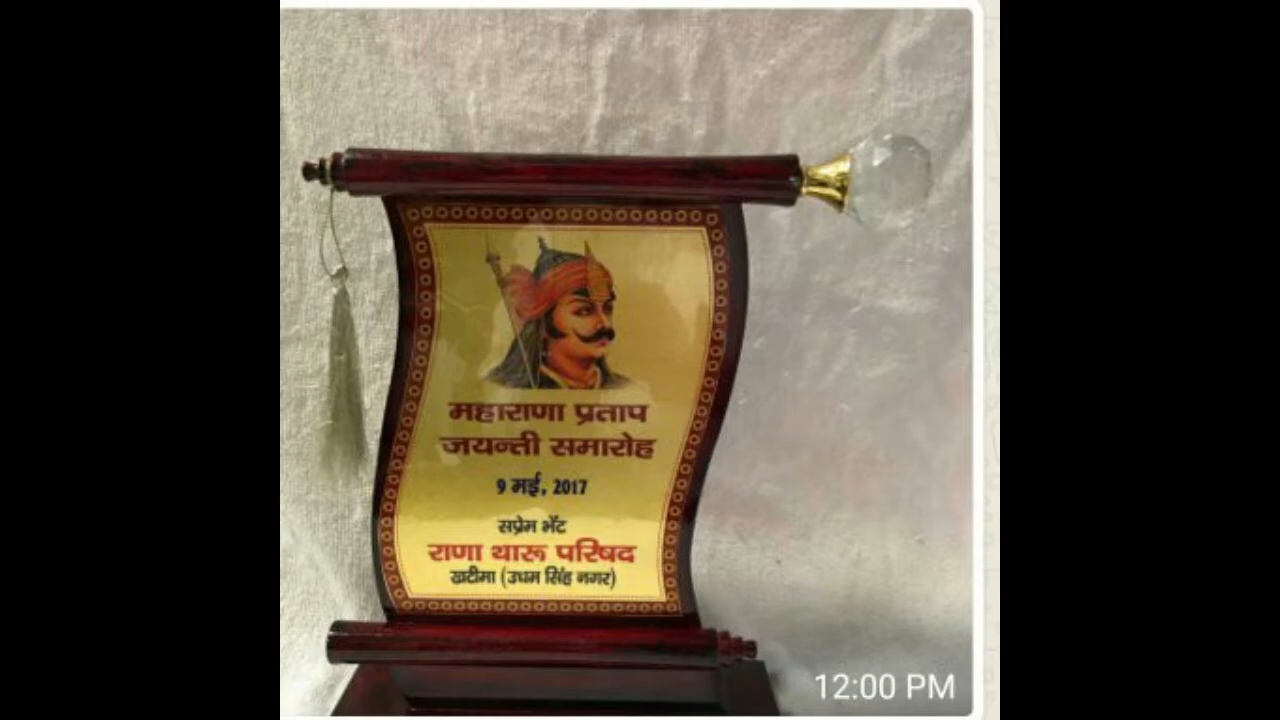 महाराणा प्रताप
जयन्ती समारोह
9 मई, 2017
सप्रेम भेंट
राणा थारू परिषद
खटीमा (उधम सिंह नगर)
12:00 PM